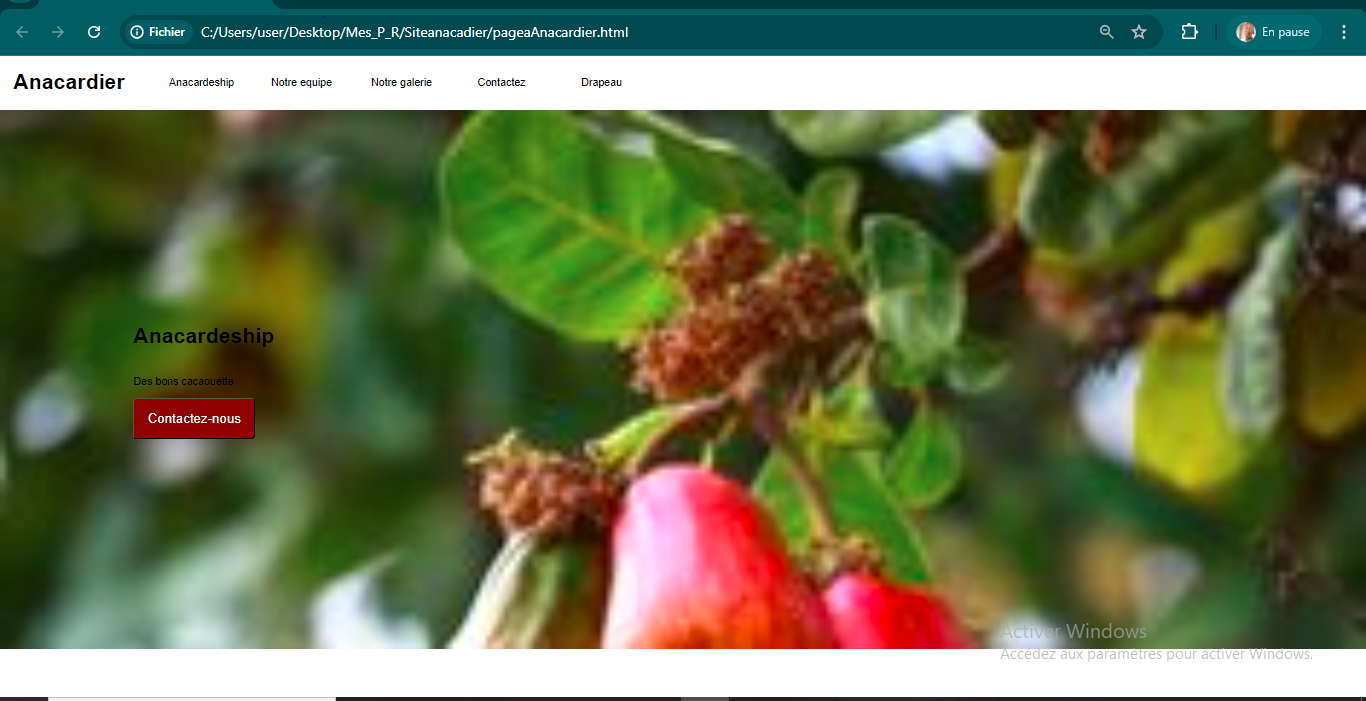 Fichier C:/Users/user/Desktop/Mes_P_R/Siteanacadier/pageaAnacardier.html En pause
Anacardier Anacardeship Notre equipe Notre galerie Contactez Drapeau
Anacardeship
Des bons cacaouette
Contactez-nous
Activer Windows
Accédez aux paramètres pour activer Windows.